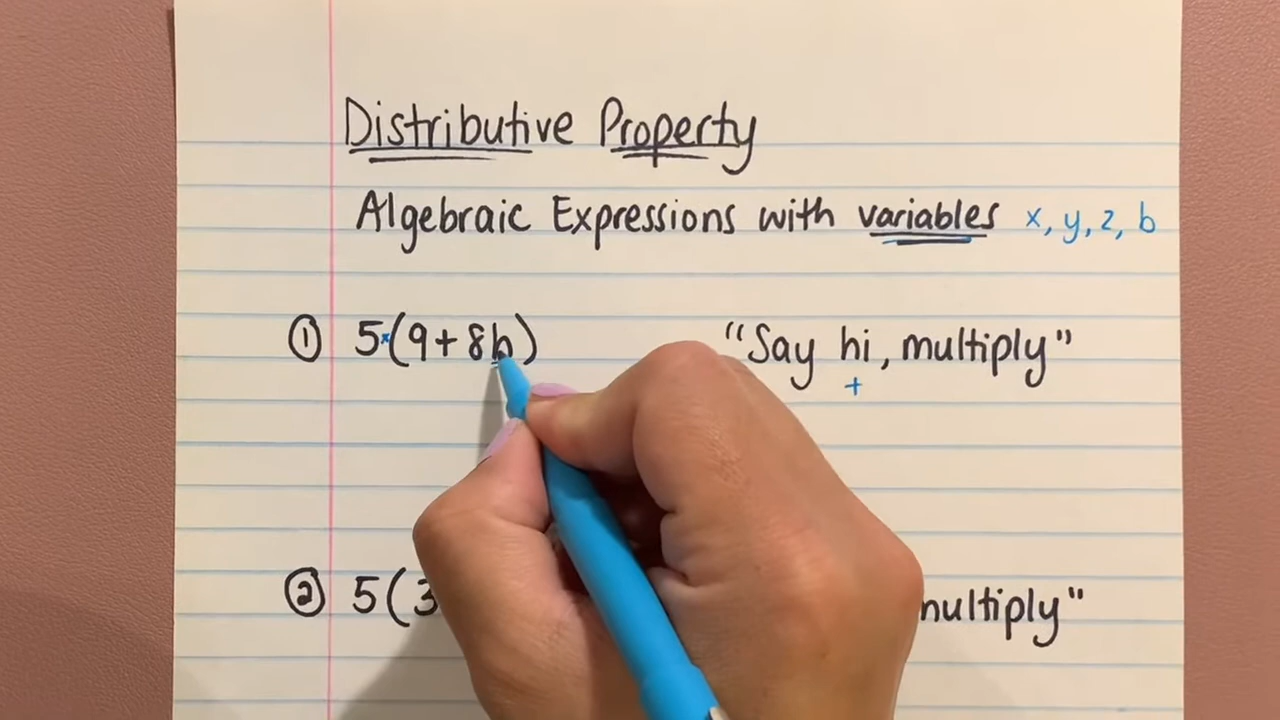 Distributive Property
Algebraic Expressions with variables x, y, z, b
① 5×(9+8b) "Say hi, multiply"
+
② 5(3 multiply"